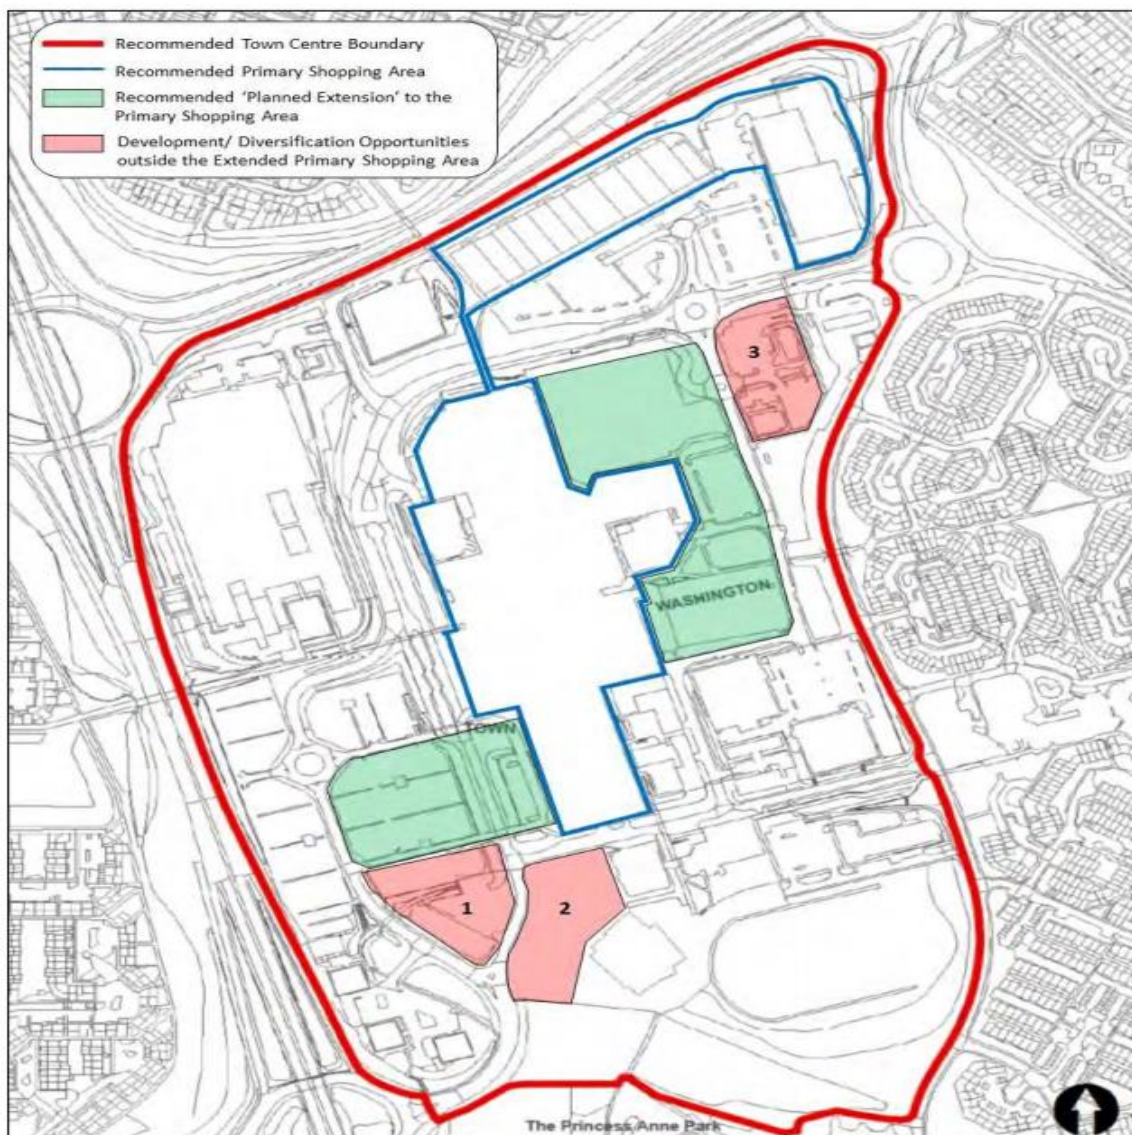 Recommended Town Centre Boundary
Recommended Primary Shopping Area
Recommended ‘Planned Extension’ to the
Primary Shopping Area
Development/ Diversification Opportunities
outside the Extended Primary Shopping Area
3
WASHINGTON
TOWN
1
2
The Princess Anne Park